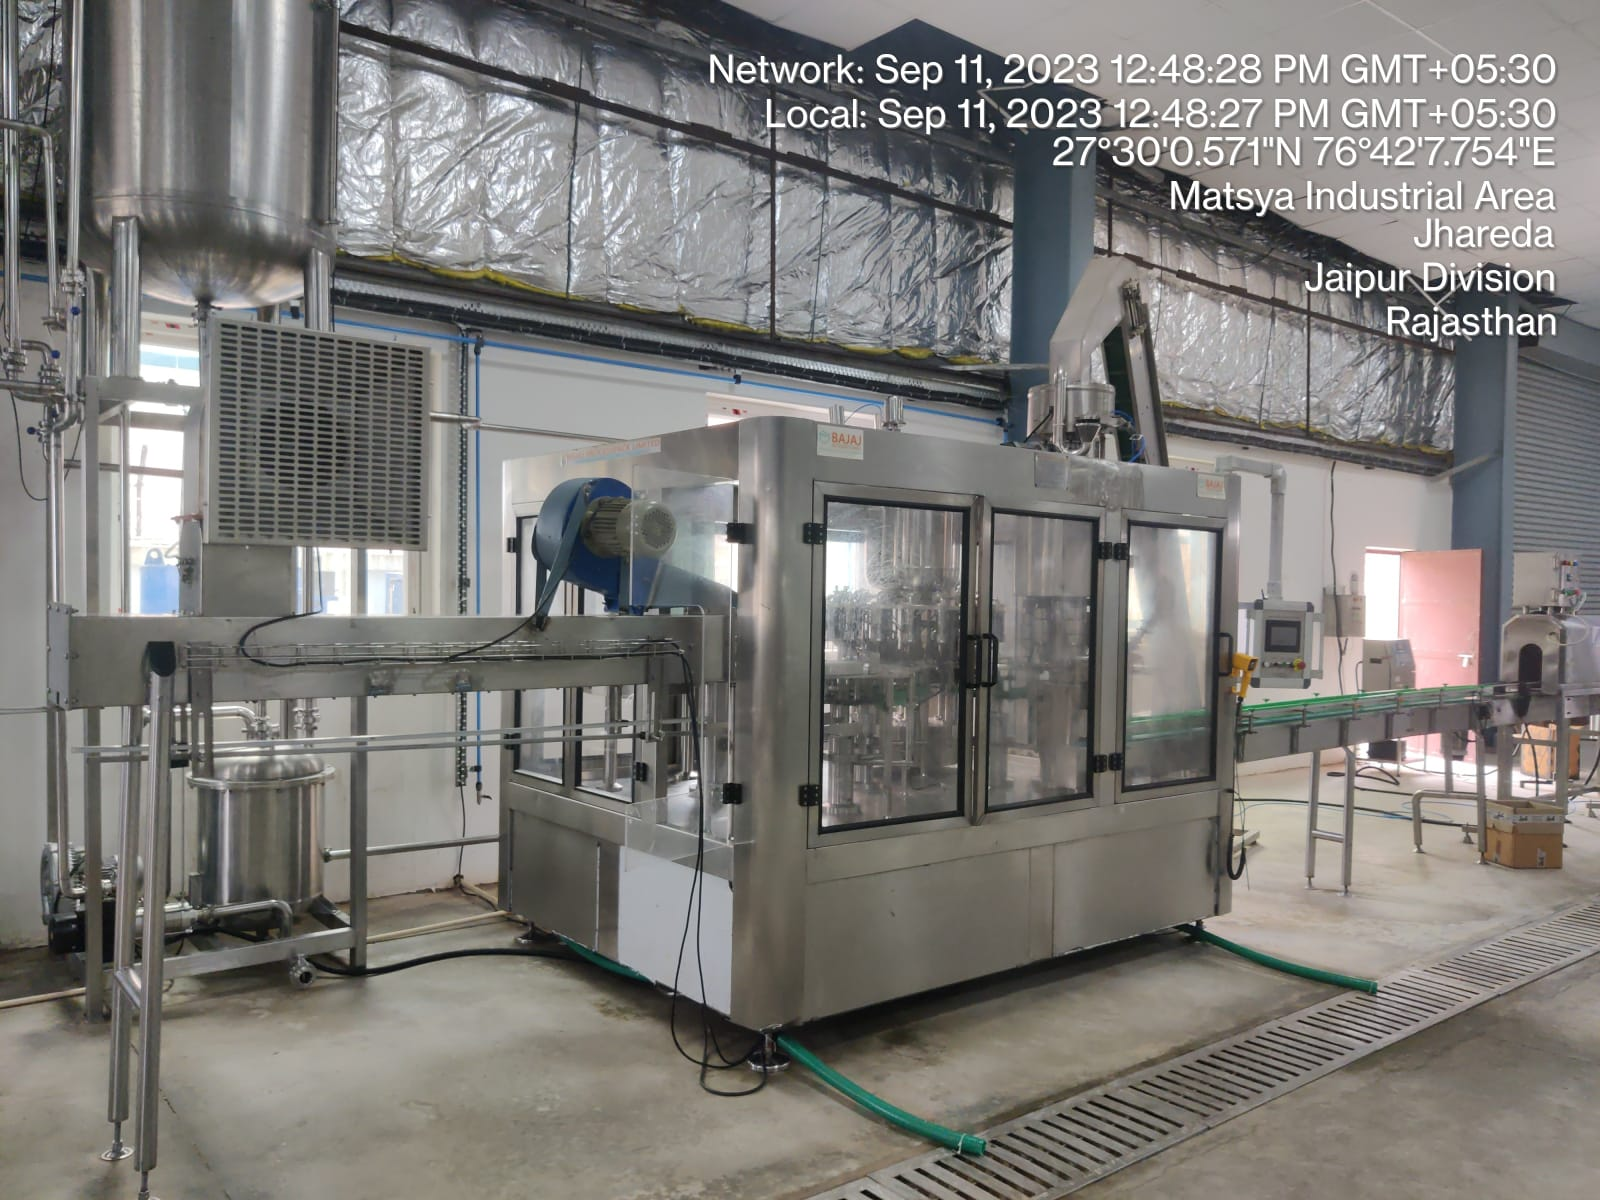 Network: Sep 11, 2023 12:48:28 PM GMT+05:30
Local: Sep 11, 2023 12:48:27 PM GMT+05:30
27°30'0.571"N 76°42'7.754"E
Matsya Industrial Area
Jhareda
Jaipur Division
Rajasthan
BAJAJ
BAJAJ
LIMITED